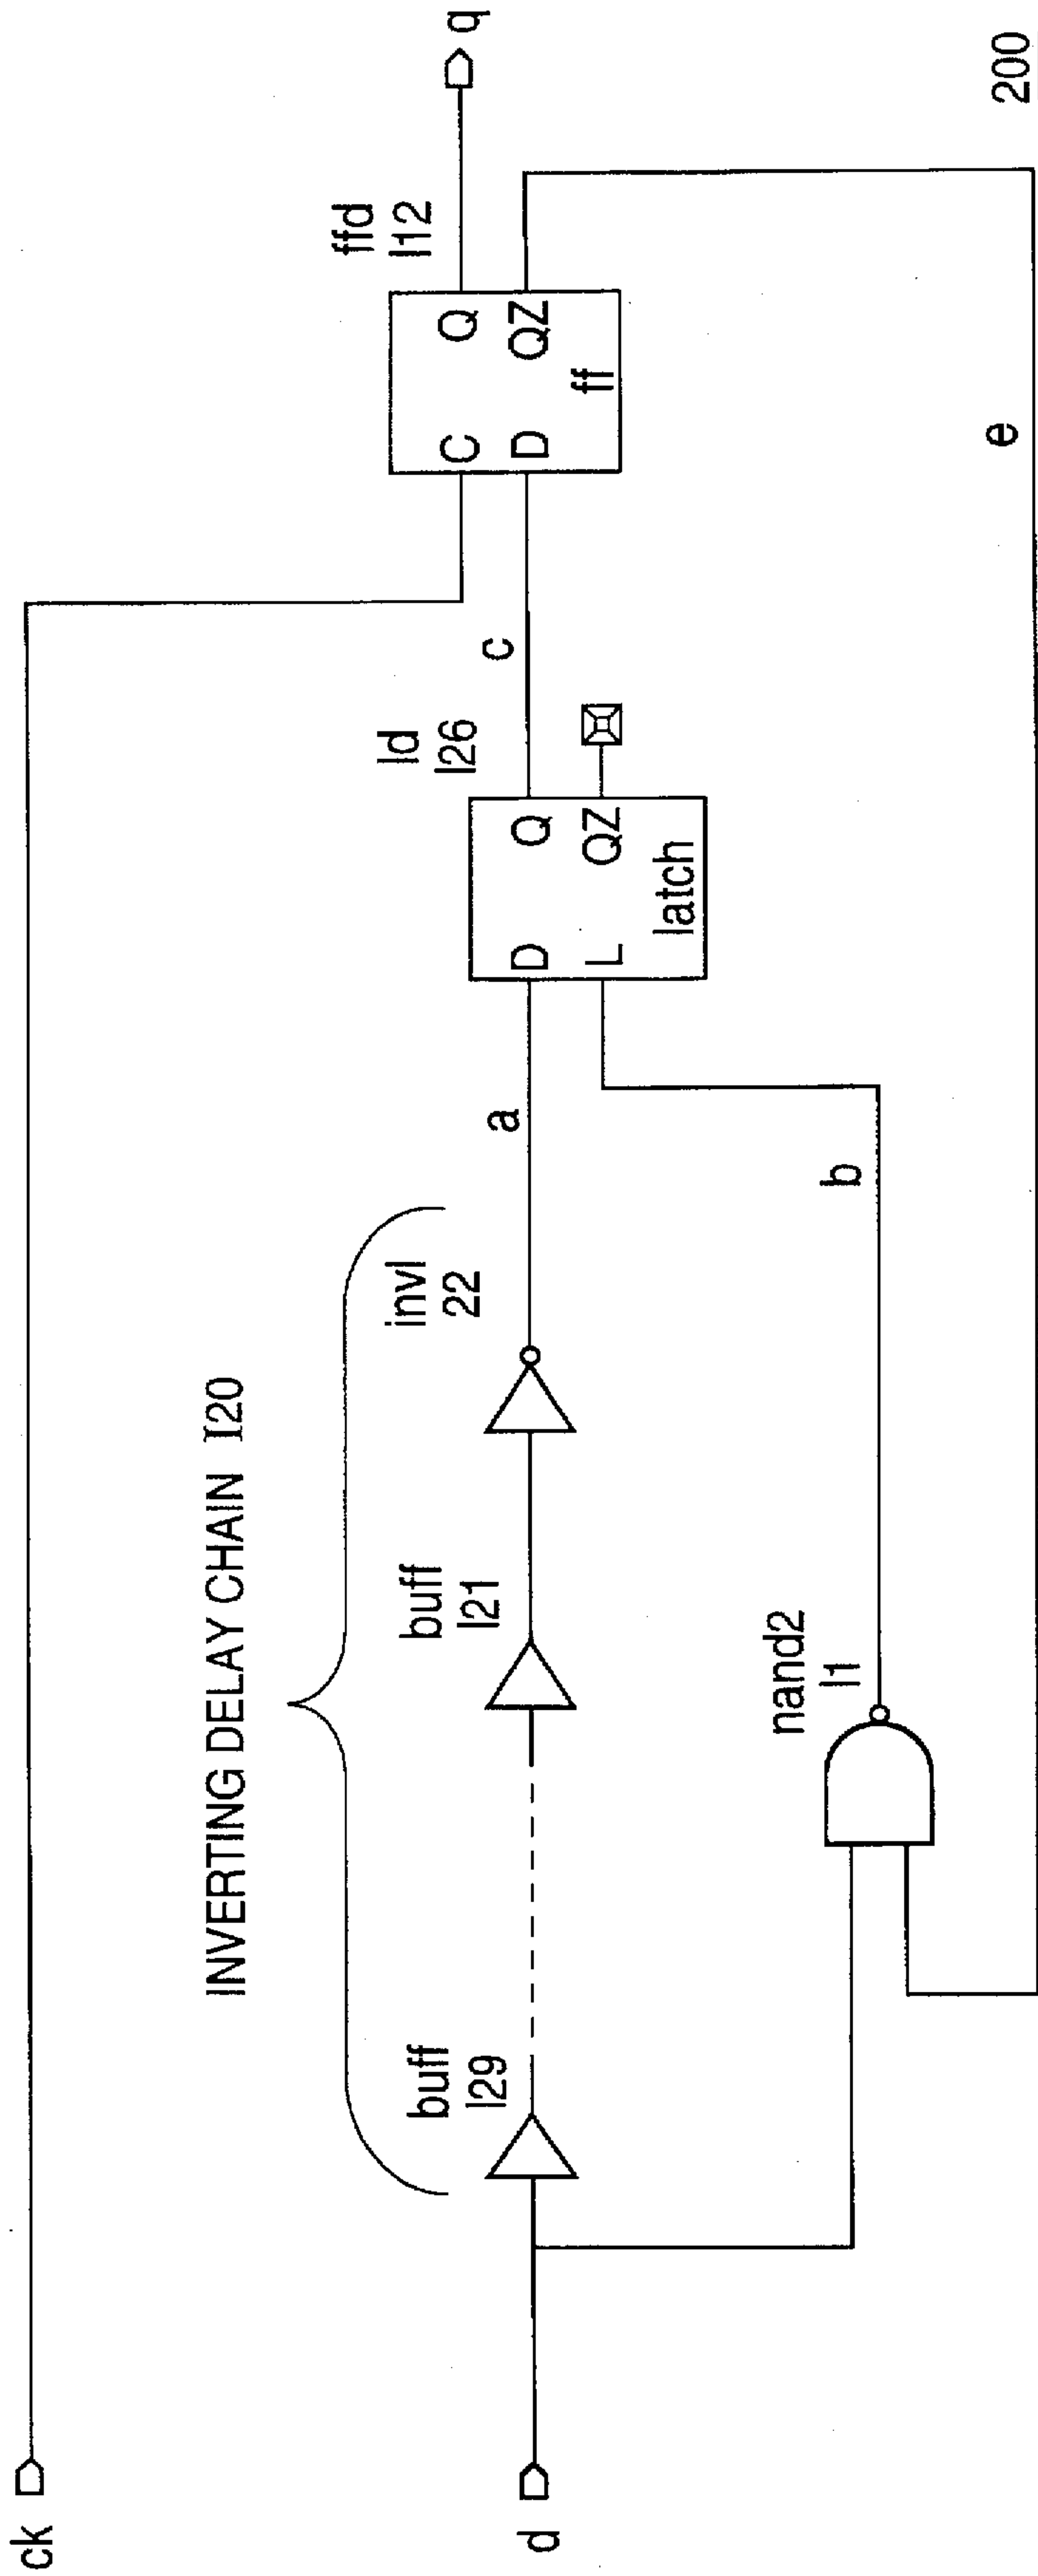 ck
INVERTING DELAY CHAIN I20
d
buff
I29
buff
I21
invI
22
nand2
I1
a
b
ld
I26
D
Q
L
QZ
latch
c
ffd
I12
C
Q
D
QZ
ff
q
e
200